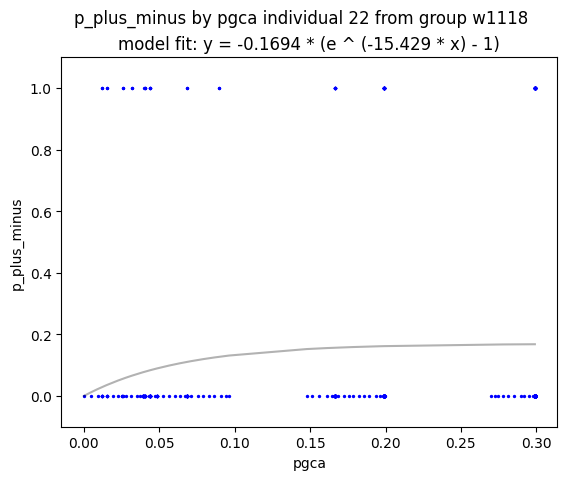 p_plus_minus by pgca individual 22 from group w1118
model fit: y = -0.1694 * (e ^ (-15.429 * x) - 1)
1.0
0.8
0.6
0.4
0.2
0.0
p_plus_minus
0.00 0.05 0.10 0.15 0.20 0.25 0.30
pgca